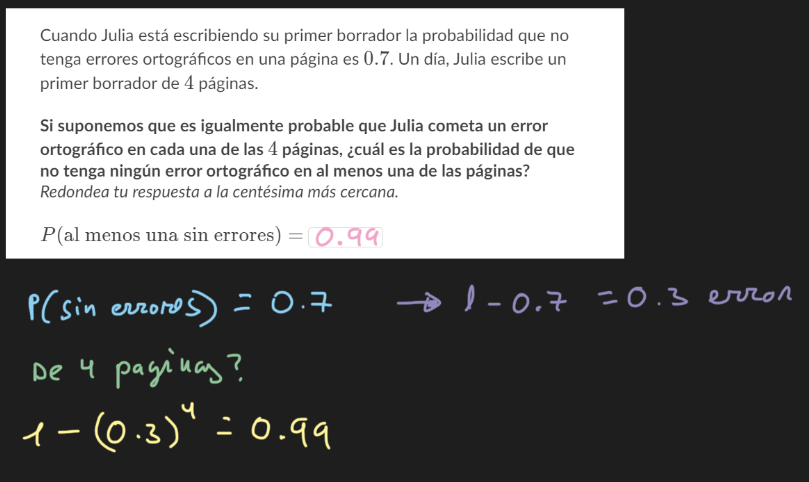 Cuando Julia está escribiendo su primer borrador la probabilidad que no
tenga errores ortográficos en una página es 0.7. Un día, Julia escribe un
primer borrador de 4 páginas.
Si suponemos que es igualmente probable que Julia cometa un error
ortográfico en cada una de las 4 páginas, ¿cuál es la probabilidad de que
no tenga ningún error ortográfico en al menos una de las páginas?
Redondea tu respuesta a la centésima más cercana.
P(al menos una sin errores) = 0.99
P(sin errores) = 0.7 → 1 - 0.7 = 0.3 error
De 4 paginas?
1 - (0.3)⁴ = 0.99